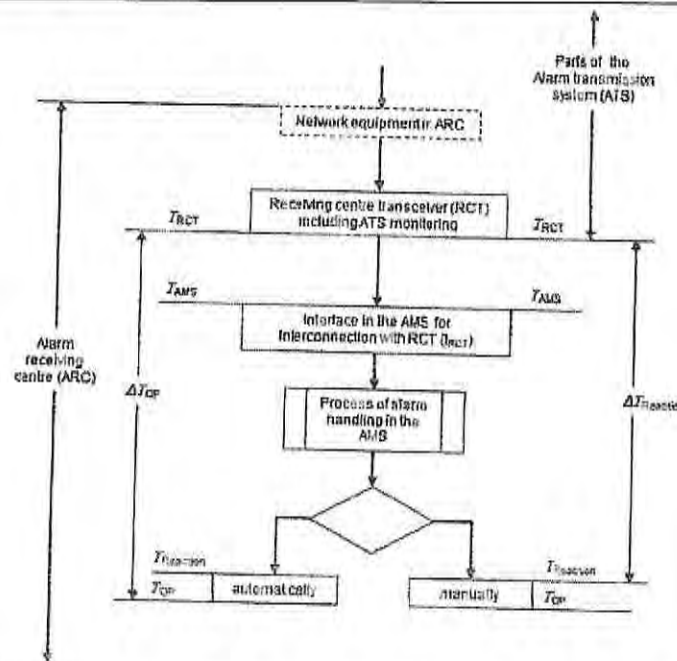 Parts of the
Alarm transmission
system (ATS)
Network equipment in ARC
Receiving centre transceiver (RCT)
including ATS monitoring
TRCT
TRCT
TAMS
TAMS
Interface in the AMS for
Interconnection with RCT (IRCT)
Alarm
receiving
centre (ARC)
ΔTOP
ΔTReactio
Process of alarm
handling in the
AMS
TReaction
TReaction
TOP
automatically
manually
TOP